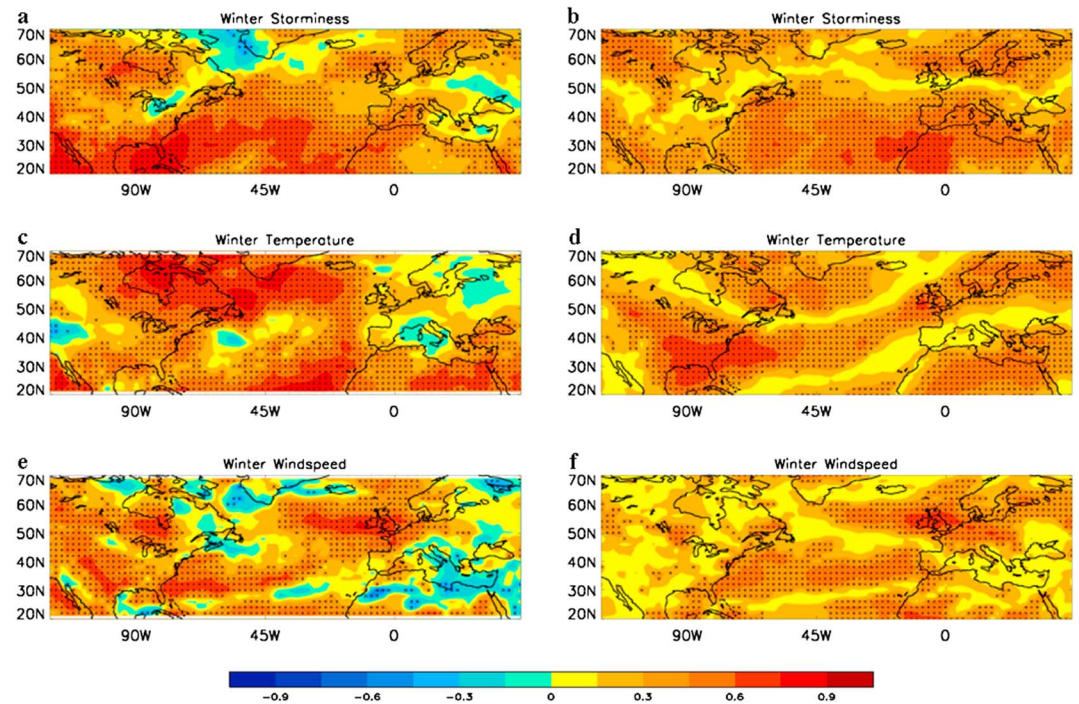 a Winter Storminess
70N
60N
50N
40N
30N
20N
90W 45W 0
b Winter Storminess
70N
60N
50N
40N
30N
20N
90W 45W 0
c Winter Temperature
70N
60N
50N
40N
30N
20N
90W 45W 0
d Winter Temperature
70N
60N
50N
40N
30N
20N
90W 45W 0
e Winter Windspeed
70N
60N
50N
40N
30N
20N
90W 45W 0
f Winter Windspeed
70N
60N
50N
40N
30N
20N
90W 45W 0
−0.9 −0.6 −0.3 0 0.3 0.6 0.9